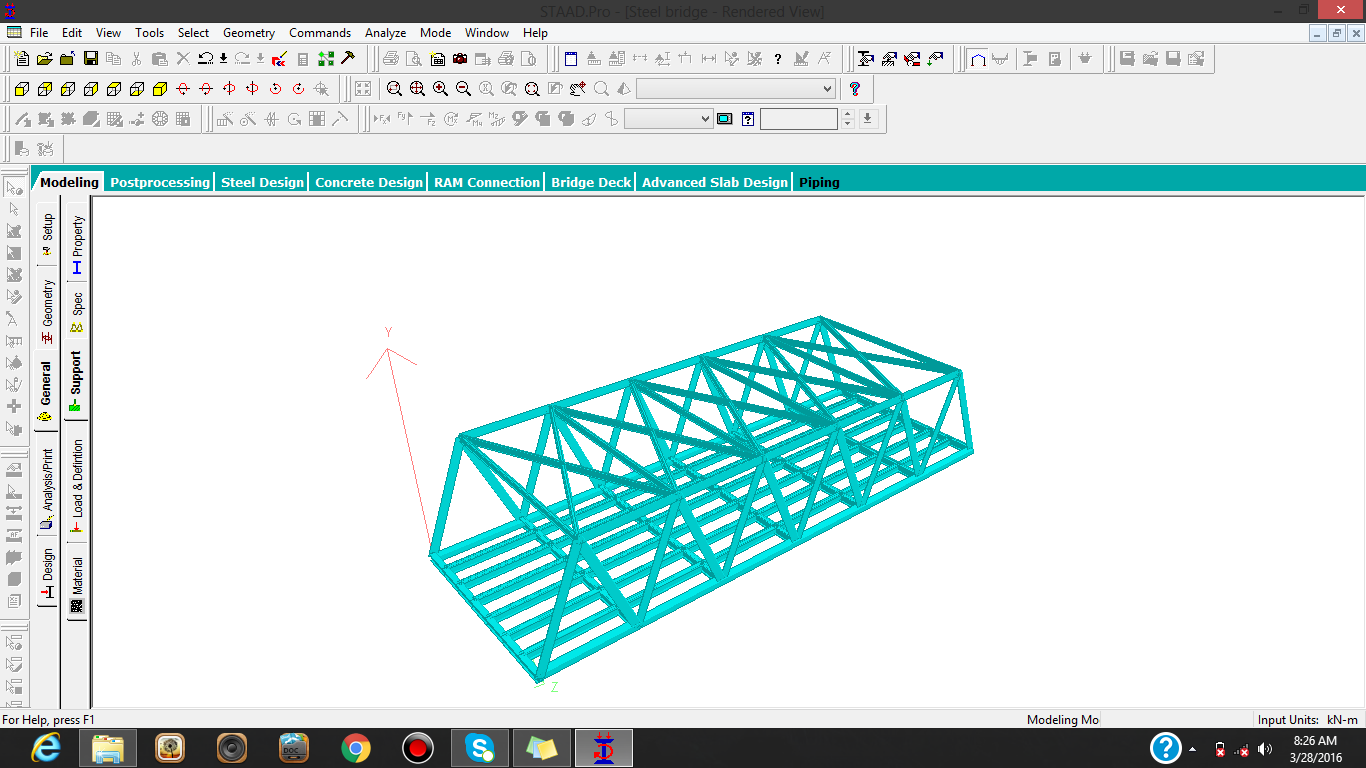 STAAD.Pro - [Steel bridge - Rendered View]
File Edit View Tools Select Geometry Commands Analyze Mode Window Help
Modeling Postprocessing Steel Design Concrete Design RAM Connection Bridge Deck Advanced Slab Design Piping
Setup
Geometry
General
Analysis/Print
Design
Property
Spec
Support
Load & Definition
Material
Y
Z
For Help, press F1
Modeling Mo
Input Units: kN-m
8:26 AM
3/28/2016